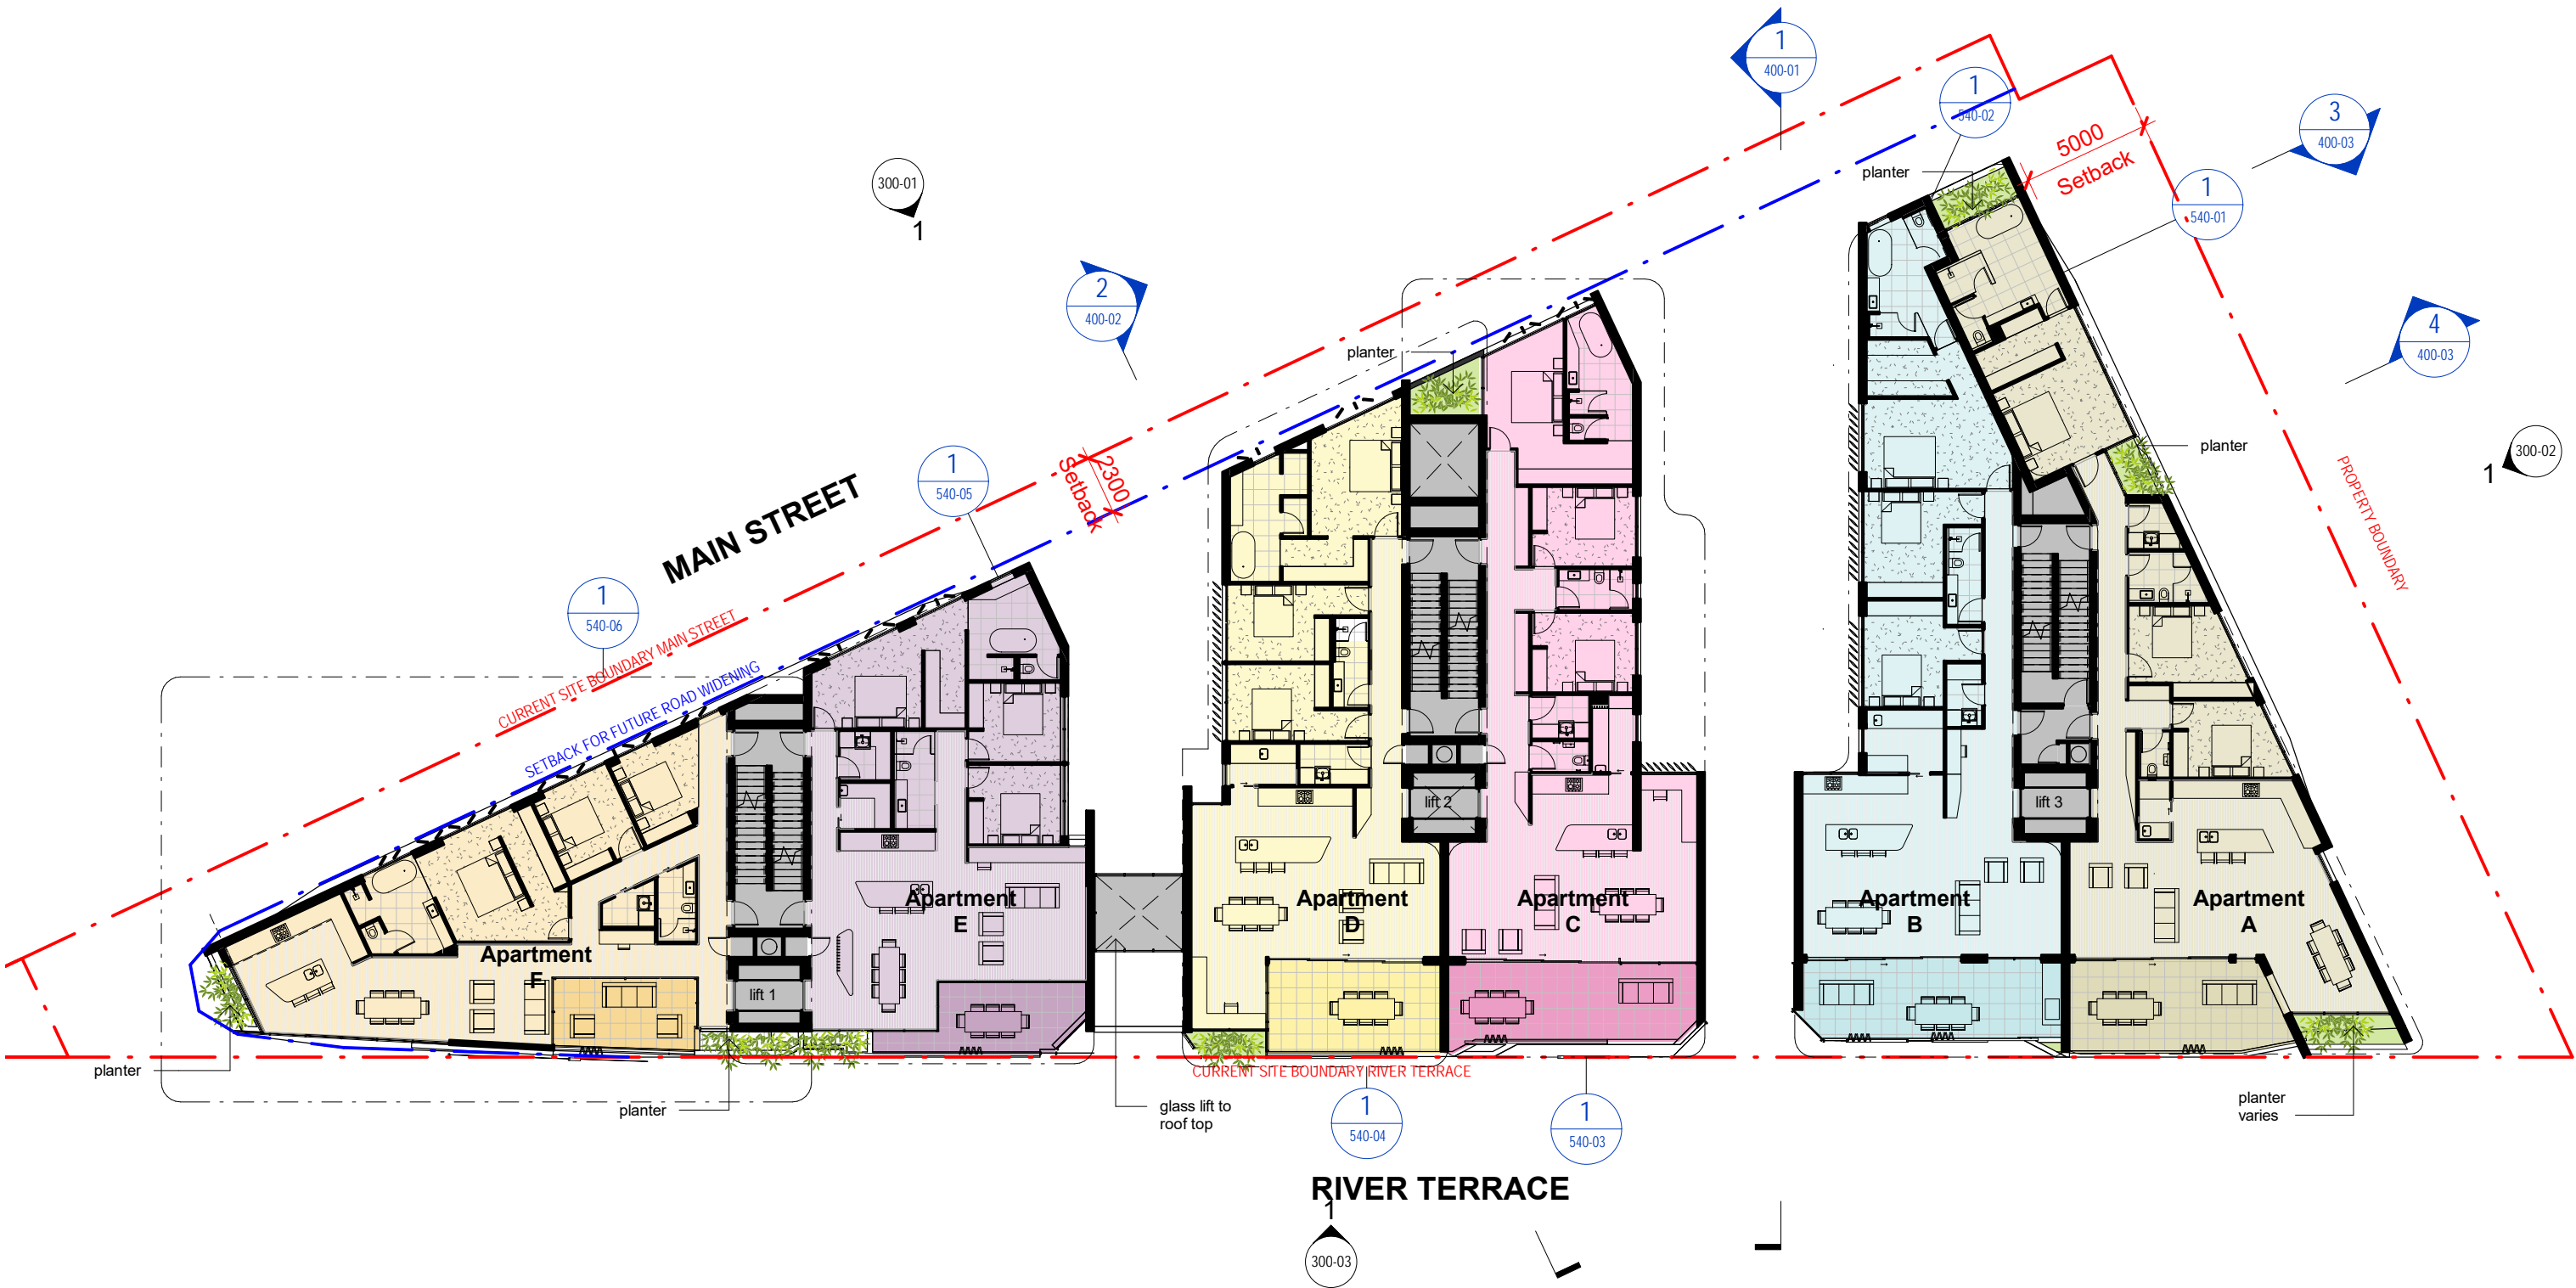 1
400-01
1
540-02
3
400-03
5000
Setback
planter
1
540-01
300-01
1
2
400-02
4
400-03
planter
planter
300-02
1
PROPERTY BOUNDARY
2300
Setback
1
540-05
MAIN STREET
1
540-06
CURRENT SITE BOUNDARY MAIN STREET
SETBACK FOR FUTURE ROAD WIDENING
lift 2
lift 3
Apartment
E
Apartment
D
Apartment
C
Apartment
B
Apartment
A
Apartment
F
lift 1
planter
CURRENT SITE BOUNDARY RIVER TERRACE
planter
glass lift to
roof top
1
540-04
1
540-03
planter
varies
RIVER TERRACE
1
300-03